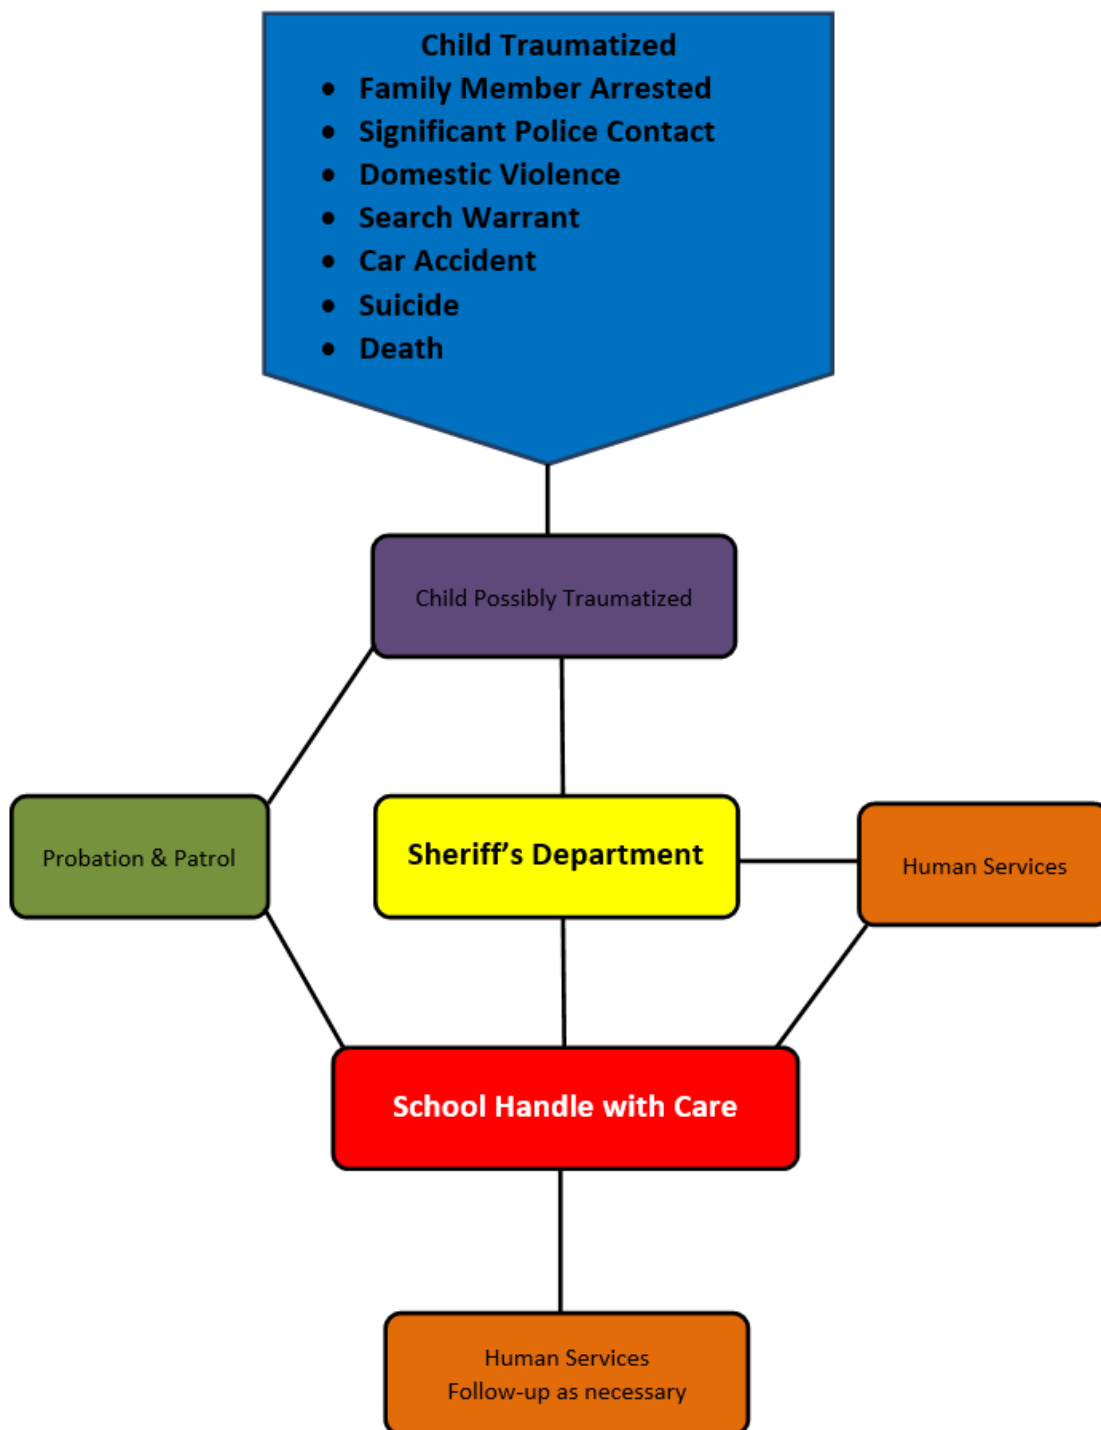 Child Traumatized
• Family Member Arrested
• Significant Police Contact
• Domestic Violence
• Search Warrant
• Car Accident
• Suicide
• Death
Child Possibly Traumatized
Probation & Patrol
Sheriff’s Department
Human Services
School Handle with Care
Human Services
Follow-up as necessary